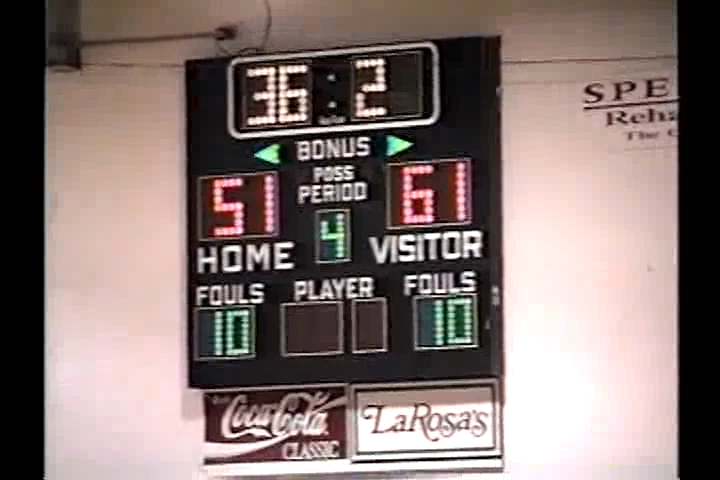 36:2
BONUS
POSS
PERIOD
51
61
4
HOME
VISITOR
FOULS
PLAYER
FOULS
10
10
Coca-Cola
CLASSIC
LaRosa's
SPE
Reha
The